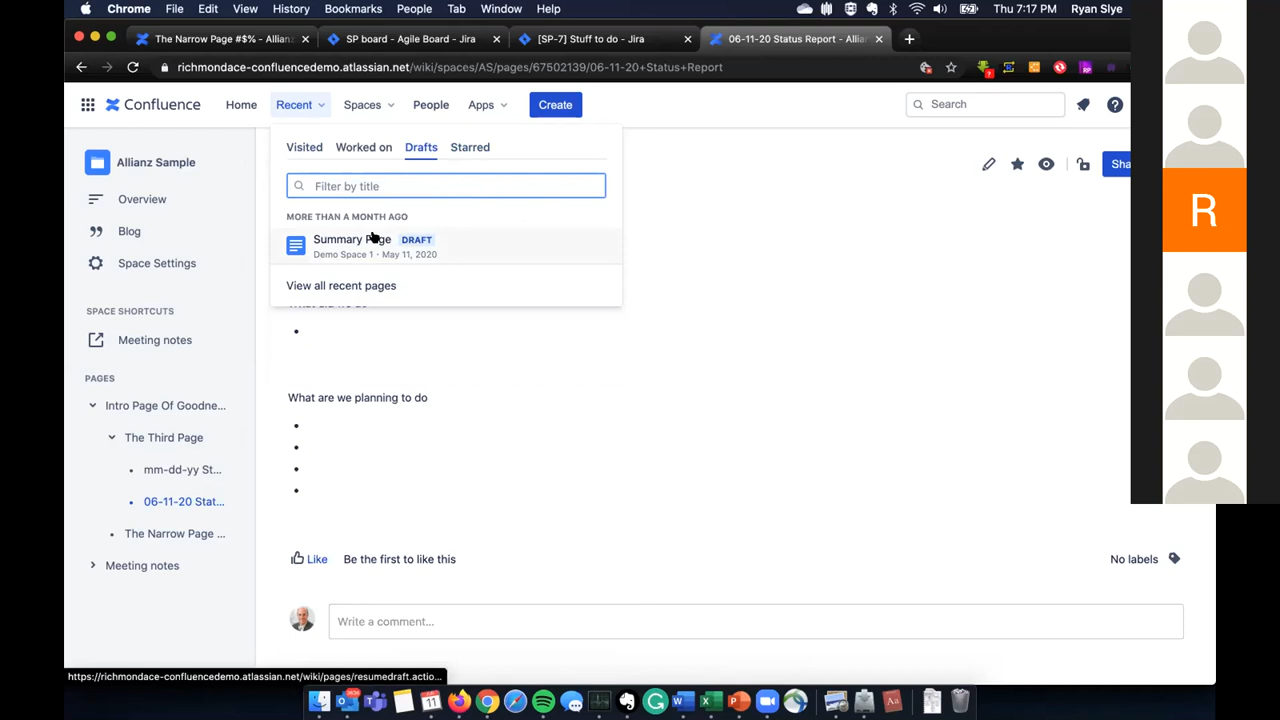 Chrome File Edit View History Bookmarks People Tab Window Help Thu 7:17 PM Ryan Slye
The Narrow Page #$% - Allianz
SP board - Agile Board - Jira
[SP-7] Stuff to do - Jira
06-11-20 Status Report - Allian
richmondace-confluencedemo.atlassian.net/wiki/spaces/AS/pages/67502139/06-11-20+Status+Report
Confluence Home Recent Spaces People Apps Create Search
Allianz Sample
Overview
Blog
Space Settings
SPACE SHORTCUTS
Meeting notes
PAGES
Intro Page Of Goodne...
The Third Page
mm-dd-yy St...
06-11-20 Stat...
The Narrow Page ...
Meeting notes
Visited Worked on Drafts Starred
Filter by title
MORE THAN A MONTH AGO
Summary Page DRAFT
Demo Space 1 · May 11, 2020
View all recent pages
Sha
R
What did we do
What are we planning to do
Like Be the first to like this No labels
Write a comment...
https://richmondace-confluencedemo.atlassian.net/wiki/pages/resumedraft.actio...
11